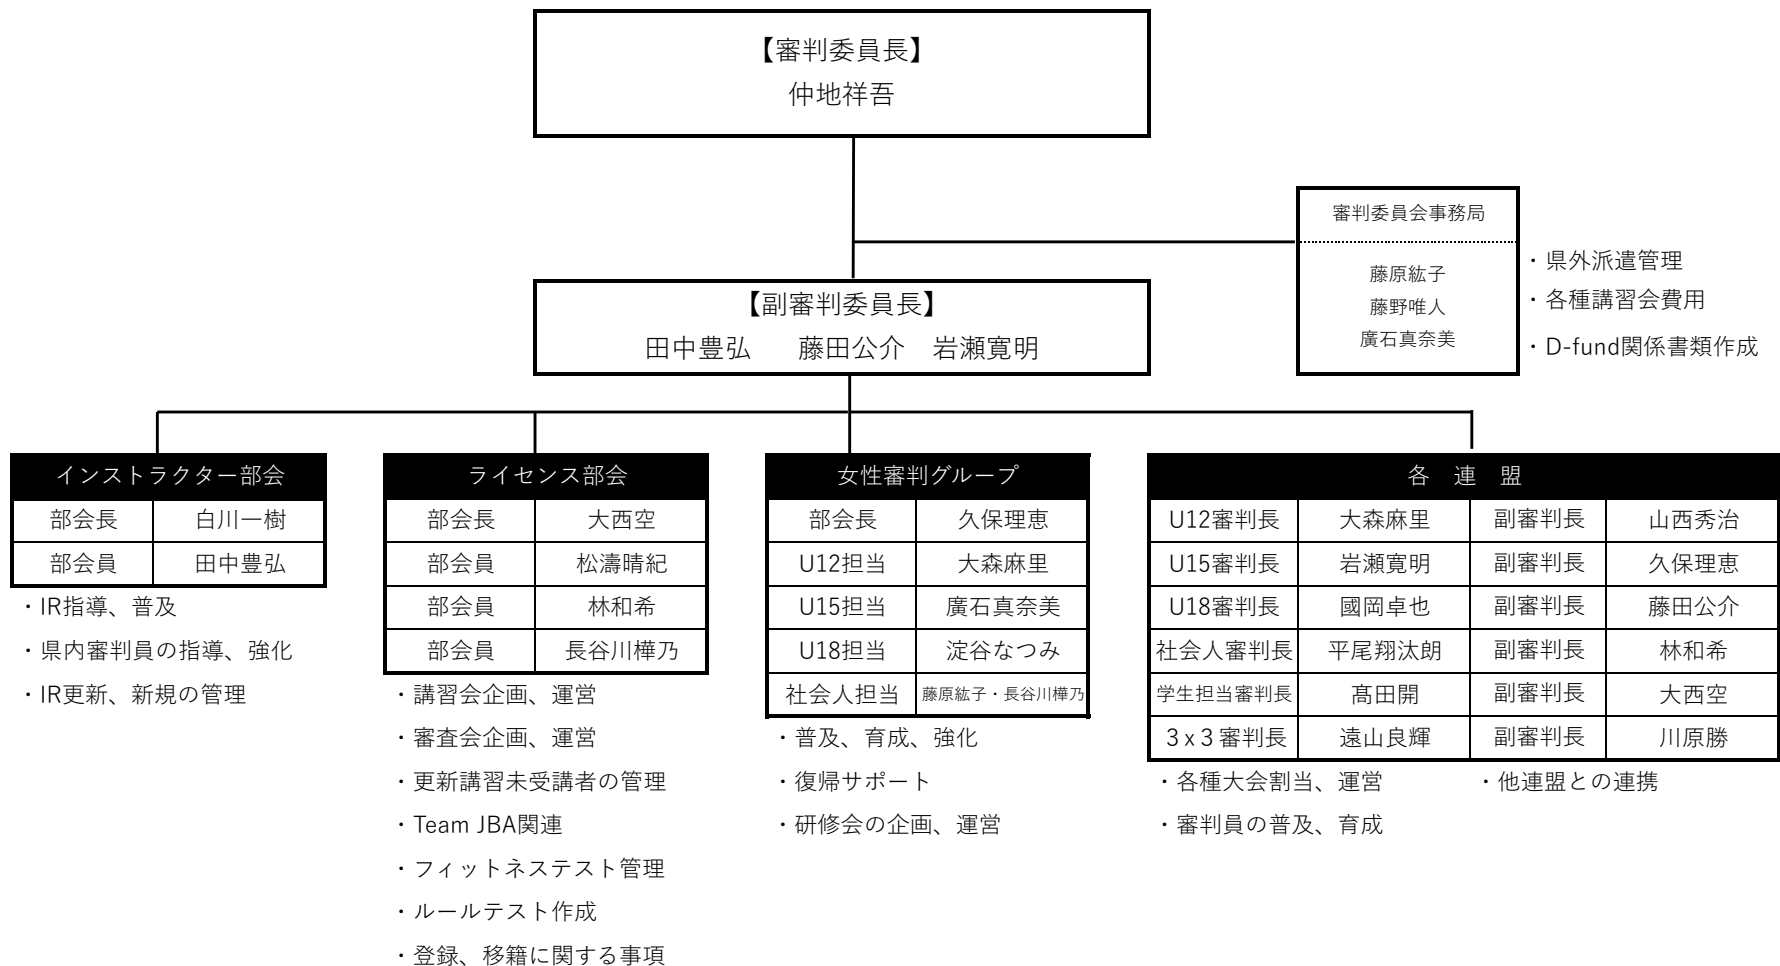 【審判委員長】
仲地祥吾
審判委員会事務局
藤原紘子
藤野唯人
廣石真奈美
・県外派遣管理
・各種講習会費用
・D-fund関係書類作成
【副審判委員長】
田中豊弘 藤田公介 岩瀬寛明
インストラクター部会
部会長 白川一樹
部会員 田中豊弘
・IR指導、普及
・県内審判員の指導、強化
・IR更新、新規の管理
ライセンス部会
部会長 大西空
部会員 松濤晴紀
部会員 林和希
部会員 長谷川樺乃
・講習会企画、運営
・審査会企画、運営
・更新講習未受講者の管理
・Team JBA関連
・フィットネステスト管理
・ルールテスト作成
・登録、移籍に関する事項
女性審判グループ
部会長 久保理恵
U12担当 大森麻里
U15担当 廣石真奈美
U18担当 淀谷なつみ
社会人担当 藤原紘子・長谷川樺乃
・普及、育成、強化
・復帰サポート
・研修会の企画、運営
各 連 盟
U12審判長 大森麻里 副審判長 山西秀治
U15審判長 岩瀬寛明 副審判長 久保理恵
U18審判長 國岡卓也 副審判長 藤田公介
社会人審判長 平尾翔汰朗 副審判長 林和希
学生担当審判長 髙田開 副審判長 大西空
3x3審判長 遠山良輝 副審判長 川原勝
・各種大会割当、運営 ・他連盟との連携
・審判員の普及、育成